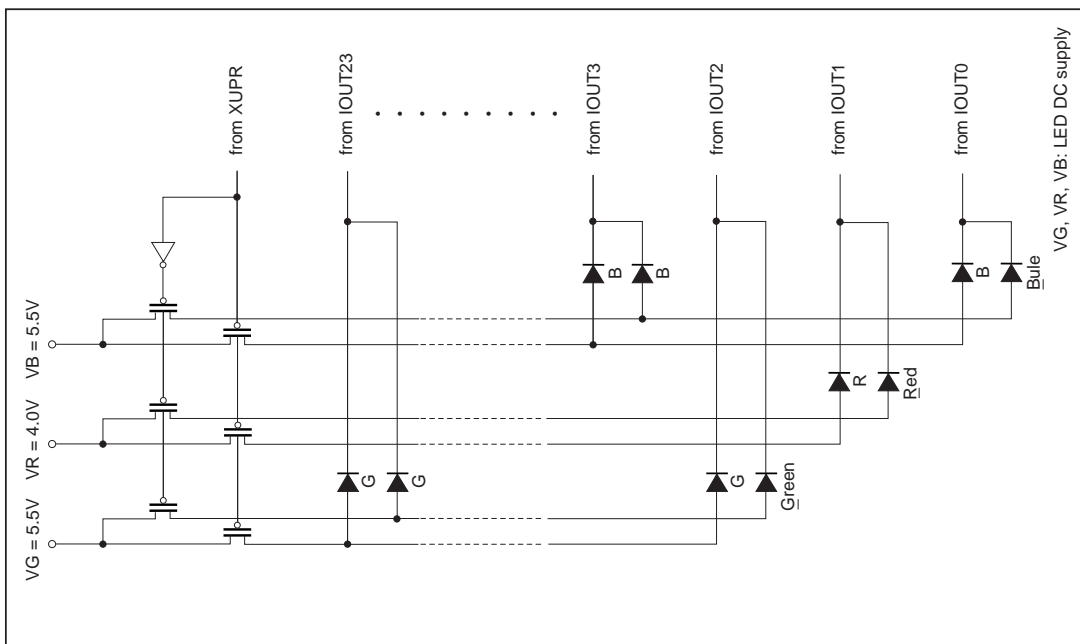 from XUPR
from IOUT23
from IOUT3
from IOUT2
from IOUT1
from IOUT0
VB = 5.5V
VR = 4.0V
VG = 5.5V
B
B
B
Bule
R
Red
G
G
G
Green
VG, VR, VB: LED DC supply